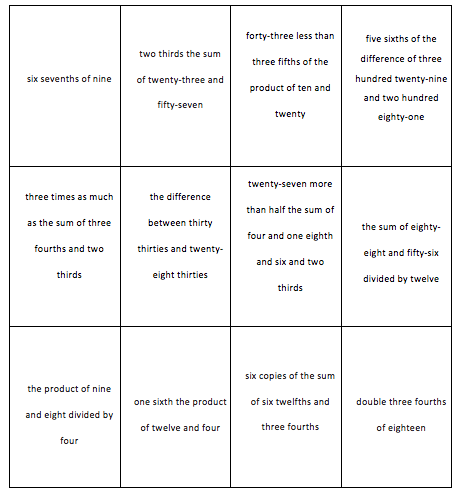 six sevenths of nine
two thirds the sum
of twenty-three and
fifty-seven
forty-three less than
three fifths of the
product of ten and
twenty
five sixths of the
difference of three
hundred twenty-nine
and two hundred
eighty-one
three times as much
as the sum of three
fourths and two
thirds
the difference
between thirty
thirties and twenty-
eight thirties
twenty-seven more
than half the sum of
four and one eighth
and six and two
thirds
the sum of eighty-
eight and fifty-six
divided by twelve
the product of nine
and eight divided by
four
one sixth the product
of twelve and four
six copies of the sum
of six twelfths and
three fourths
double three fourths
of eighteen